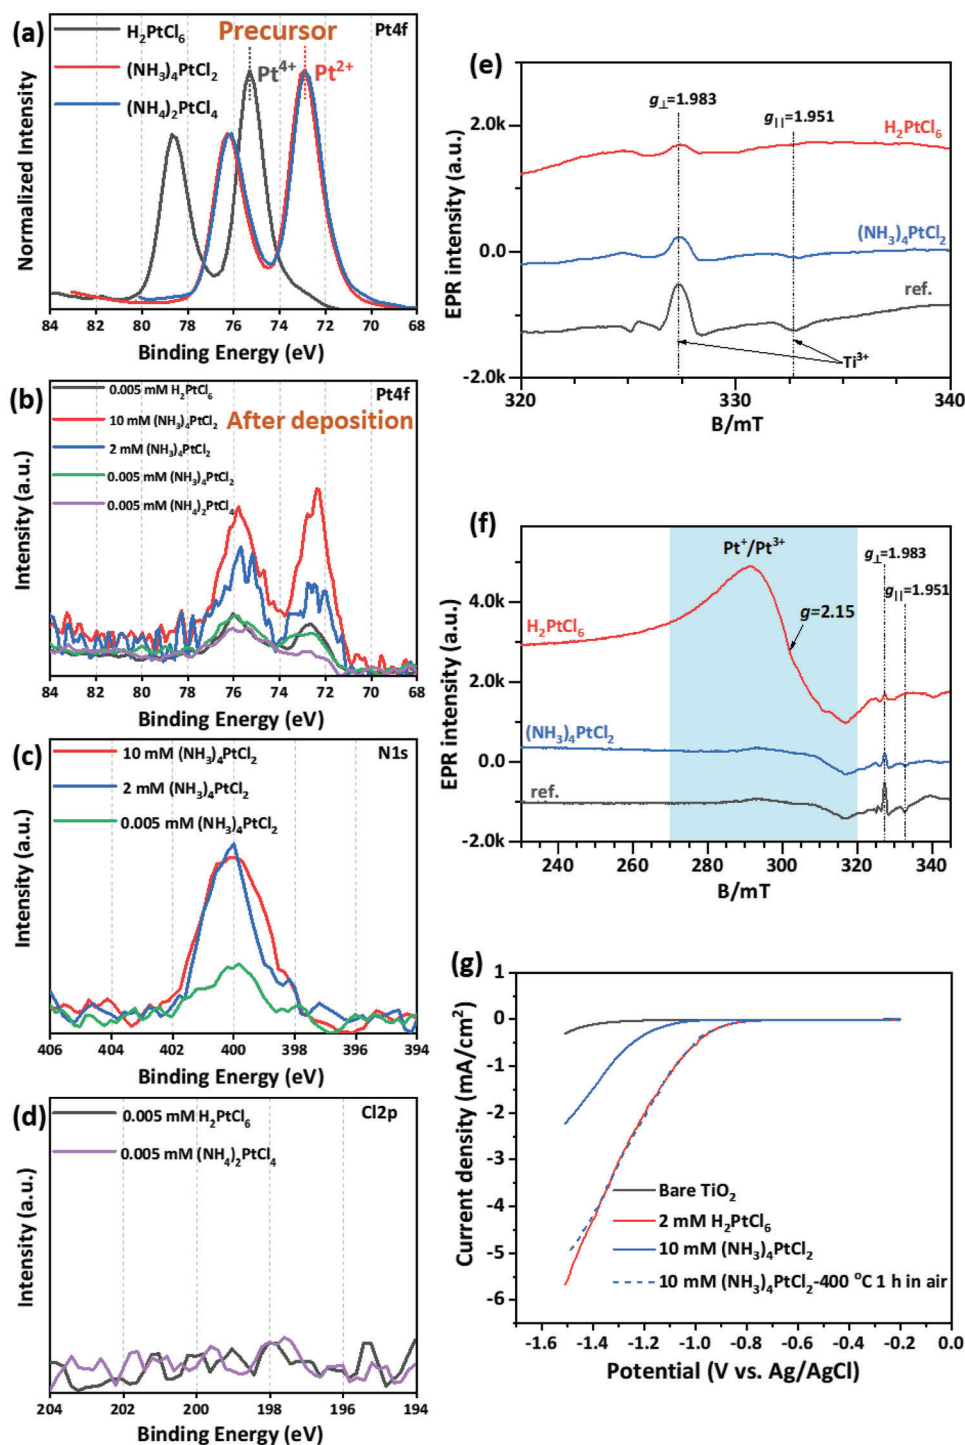 (a)
H₂PtCl₆
(NH₃)₄PtCl₂
(NH₄)₂PtCl₄
Precursor
Pt4f
Pt⁴⁺
Pt²⁺
Normalized Intensity
84 82 80 78 76 74 72 70 68
Binding Energy (eV)
(b)
0.005 mM H₂PtCl₆
10 mM (NH₃)₄PtCl₂
2 mM (NH₃)₄PtCl₂
0.005 mM (NH₃)₄PtCl₂
0.005 mM (NH₄)₂PtCl₄
Pt4f
After deposition
Intensity (a.u.)
84 82 80 78 76 74 72 70 68
Binding Energy (eV)
(c)
10 mM (NH₃)₄PtCl₂
2 mM (NH₃)₄PtCl₂
0.005 mM (NH₃)₄PtCl₂
N1s
Intensity (a.u.)
406 404 402 400 398 396 394
Binding Energy (eV)
(d)
0.005 mM H₂PtCl₆
0.005 mM (NH₄)₂PtCl₄
Cl2p
Intensity (a.u.)
204 202 200 198 196 194
Binding Energy (eV)
(e)
g⊥=1.983
g||=1.951
H₂PtCl₆
(NH₃)₄PtCl₂
ref.
Ti³⁺
2.0k
0.0
-2.0k
EPR intensity (a.u.)
320 330 340
B/mT
(f)
Pt⁺/Pt³⁺
g⊥=1.983
g||=1.951
g=2.15
H₂PtCl₆
(NH₃)₄PtCl₂
ref.
4.0k
2.0k
0.0
-2.0k
EPR intensity (a.u.)
240 260 280 300 320 340
B/mT
(g)
1
0
-1
-2
-3
-4
-5
-6
Current density (mA/cm²)
Bare TiO₂
2 mM H₂PtCl₆
10 mM (NH₃)₄PtCl₂
10 mM (NH₃)₄PtCl₂-400 °C 1 h in air
-1.6 -1.4 -1.2 -1.0 -0.8 -0.6 -0.4 -0.2 0.0
Potential (V vs. Ag/AgCl)